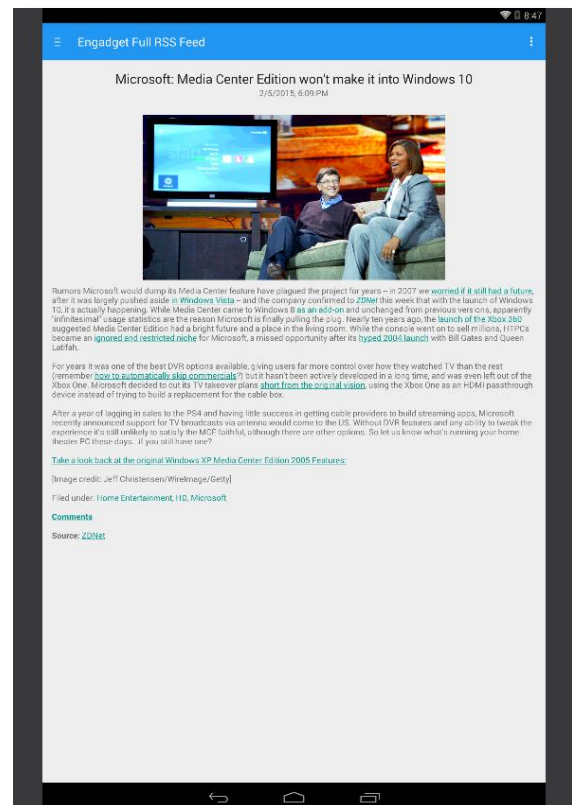 8:47
Engadget Full RSS Feed
Microsoft: Media Center Edition won't make it into Windows 10
2/5/2015, 6:09 PM
Rumors Microsoft would dump its Media Center feature have plagued the project for years – in 2007 we worried if it still had a future,
after it was largely pushed aside in Windows Vista – and the company confirmed to ZDNet this week that with the launch of Windows
10, it's actually happening. While Media Center came to Windows 8 as an add-on and unchanged from previous versions, apparently
"infinitesimal" usage statistics are the reason Microsoft is finally pulling the plug. Nearly ten years ago, the launch of the Xbox 360
suggested Media Center Edition had a bright future and a place in the living room. While the console went on to sell millions, HTPCs
became an ignored and restricted niche for Microsoft, a missed opportunity after its hyped 2004 launch with Bill Gates and Queen
Latifah.
For years it was one of the best DVR options available, giving users far more control over how they watched TV than the rest
(remember how to automatically skip commercials?) but it hasn't been actively developed in a long time, and was even left out of the
Xbox One. Microsoft decided to cut its TV takeover plans short from the original vision, using the Xbox One as an HDMI passthrough
device instead of trying to build a replacement for the cable box.
After a year of lagging in sales to the PS4 and having little success in getting cable providers to build streaming apps, Microsoft
recently announced support for TV broadcasts via antenna would come to the US. Without DVR features and any ability to tweak the
experience it's still unlikely to satisfy the MCE faithful, although there are other options. So let us know what's running your home
theater PC these days...if you still have one?
Take a look back at the original Windows XP Media Center Edition 2005 Features:
[Image credit: Jeff Christensen/WireImage/Getty]
Filed under: Home Entertainment, HD, Microsoft
Comments
Source: ZDNet